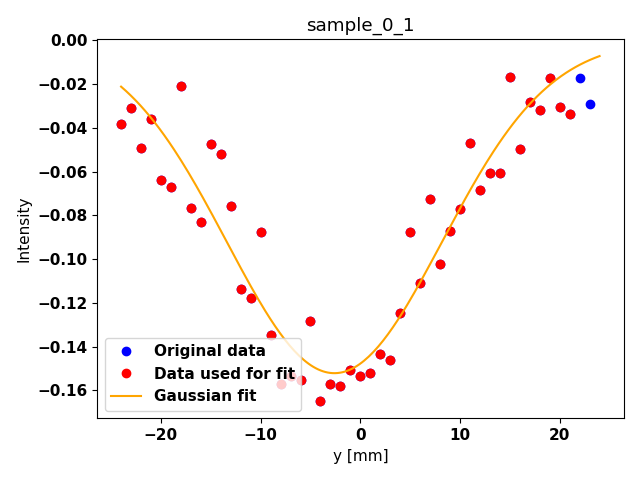 sample_0_1
0.00
−0.02
−0.04
−0.06
−0.08
−0.10
−0.12
−0.14
−0.16
Intensity
Original data
Data used for fit
Gaussian fit
−20
−10
0
10
20
y [mm]